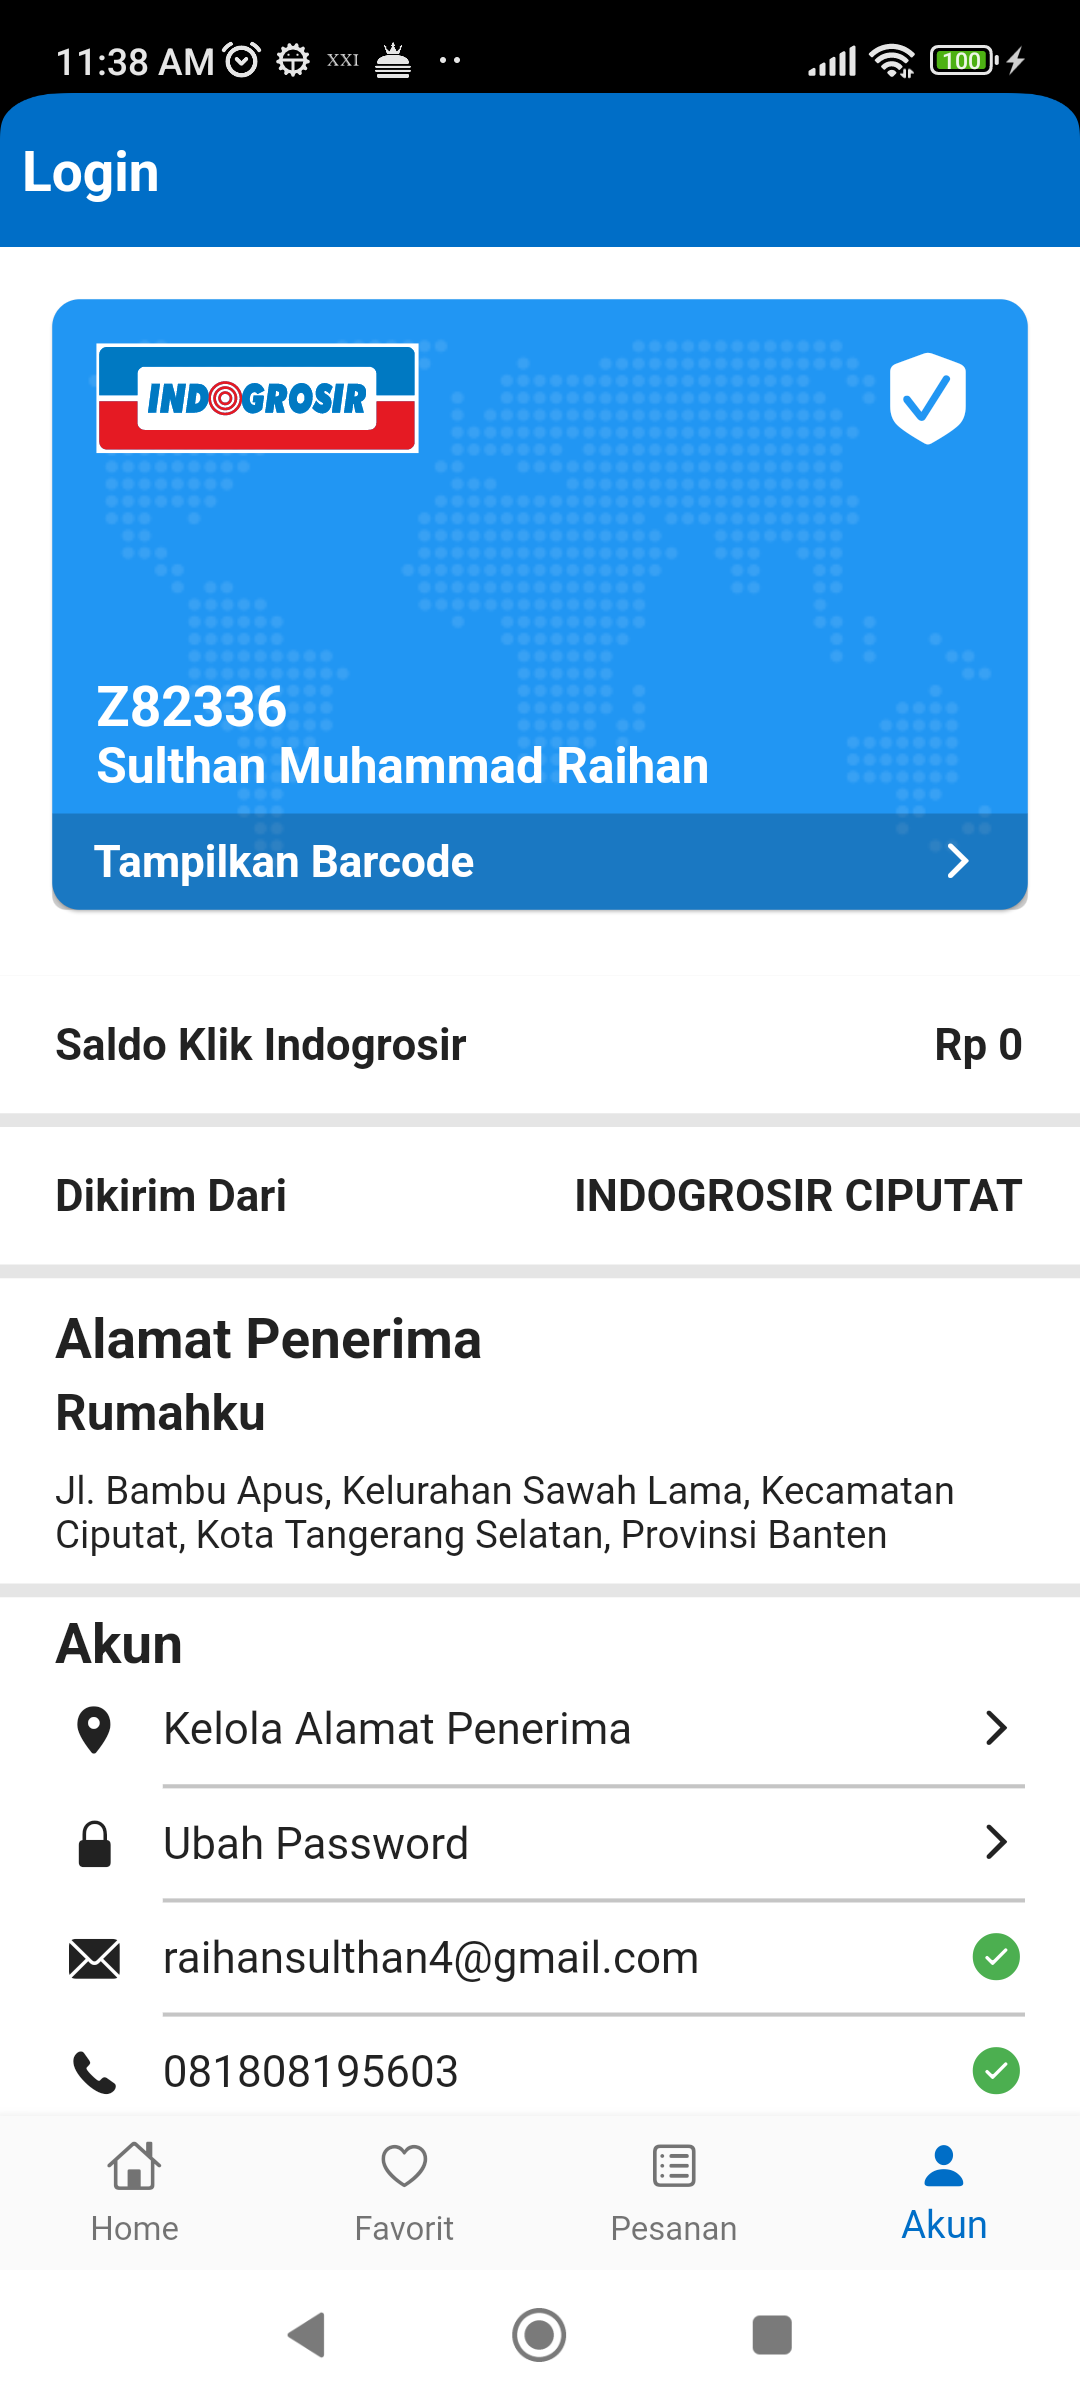 11:38 AM
XXI
100
Login
INDOGROSIR
Z82336
Sulthan Muhammad Raihan
Tampilkan Barcode
Saldo Klik Indogrosir Rp 0
Dikirim Dari INDOGROSIR CIPUTAT
Alamat Penerima
Rumahku
Jl. Bambu Apus, Kelurahan Sawah Lama, Kecamatan
Ciputat, Kota Tangerang Selatan, Provinsi Banten
Akun
Kelola Alamat Penerima
Ubah Password
raihansulthan4@gmail.com
081808195603
Home Favorit Pesanan Akun